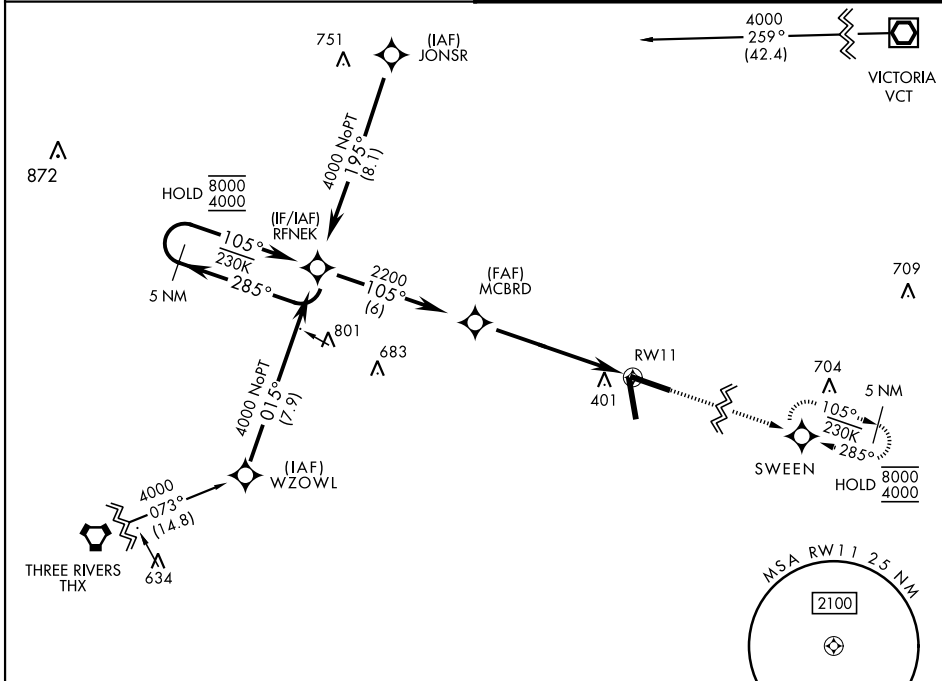 751
(IAF)
JONSR
4000
259°
(42.4)
VICTORIA
VCT
872
4000 NoPT
195°
(8.1)
HOLD
8000
4000
(IF/IAF)
RFNEK
105°
230K
285°
5 NM
2200
105°
(6)
(FAF)
MCBRD
709
801
683
RW11
401
704
5 NM
105°
230K
285°
SWEEN
HOLD
8000
4000
4000 NoPT
015°
(7.9)
(IAF)
WZOWL
4000
073°
(14.8)
THREE RIVERS
THX
634
MSA RW11 25 NM
2100